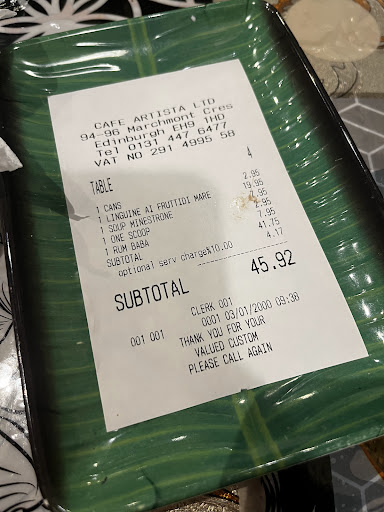 CAFE ARTISTA LTD
94-96 Marchmont Cres
Edinburgh EH9 1HD
Tel 0131 447 6477
VAT NO 291 4995 58
TABLE 4
1 CANS 2.95
1 LINGUINE AI FRUTTIDI MARE 19.95
1 SOUP MINESTRONE 7.95
1 ONE SCOOP 2.95
1 RUM BABA 7.95
SUBTOTAL 41.75
optional serv charge%10.00 4.17
SUBTOTAL 45.92
CLERK 001
001 001 0001 03/01/2000 09:36
THANK YOU FOR YOUR
VALUED CUSTOM
PLEASE CALL AGAIN